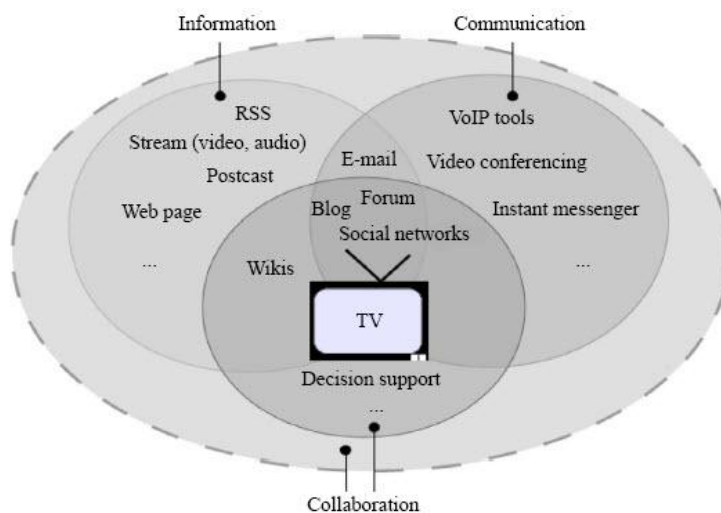 Information
Communication
RSS
VoIP tools
Stream (video, audio)
E-mail
Video conferencing
Postcast
Forum
Web page
Blog
Instant messenger
Social networks
...
Wikis
...
TV
Decision support
...
Collaboration